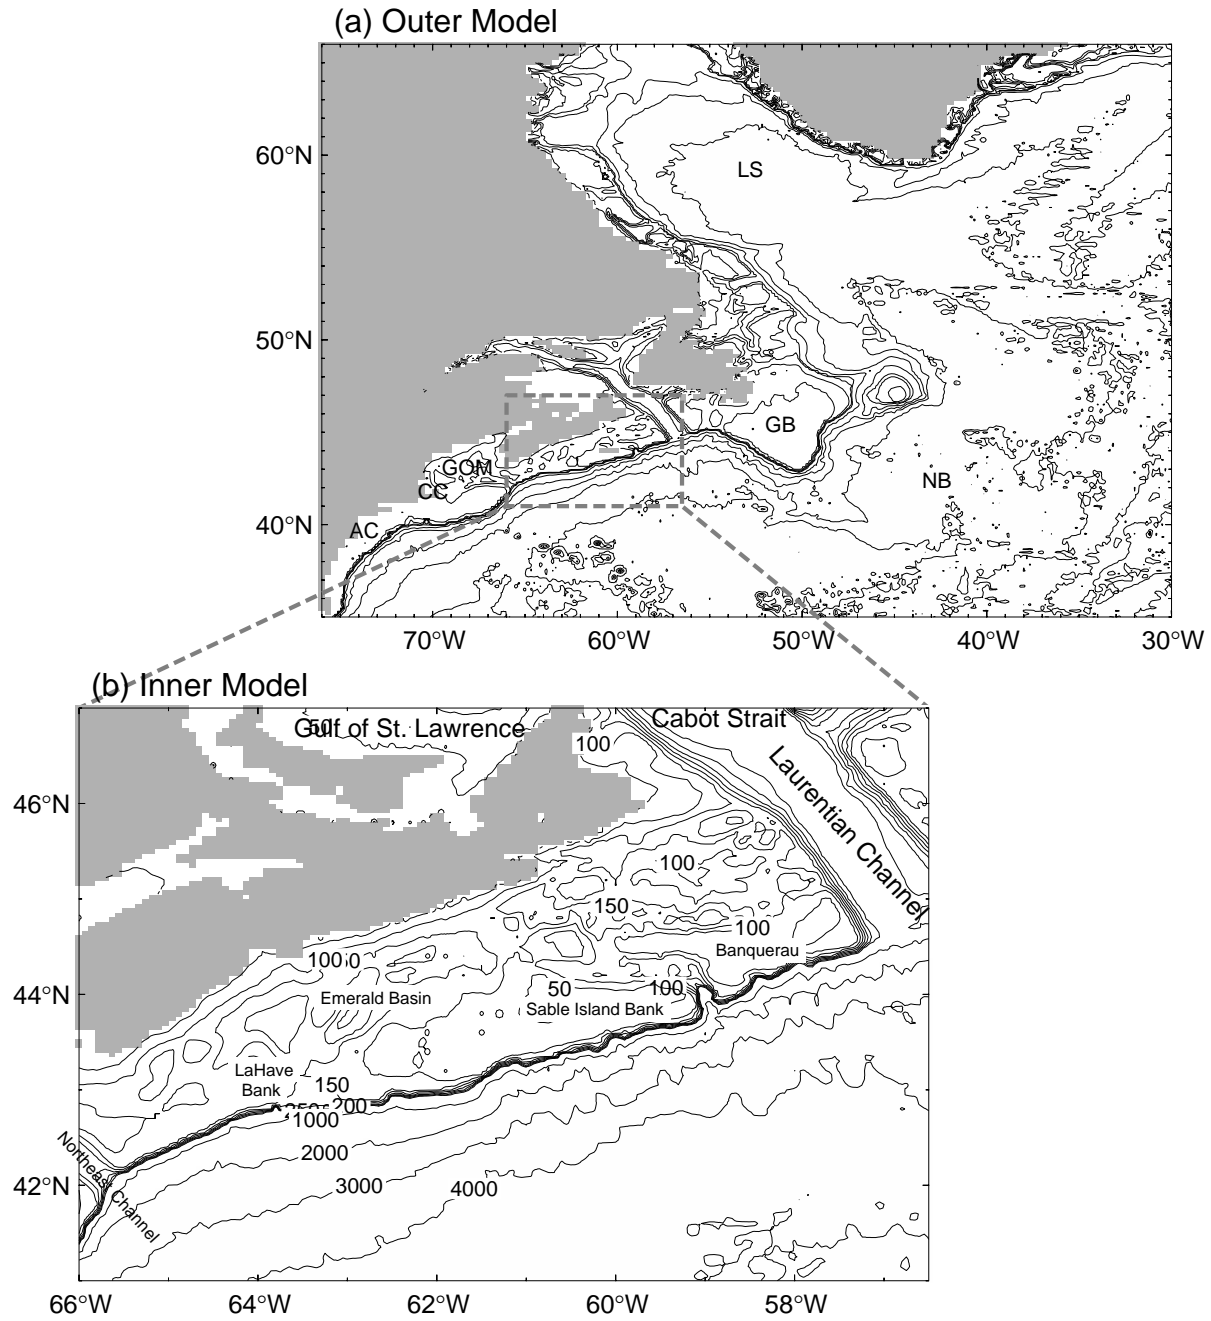 (a) Outer Model
60°N
LS
50°N
GB
GOM
NB
CC
40°N
AC
70°W
60°W
50°W
40°W
30°W
(b) Inner Model
50
Gulf of St. Lawrence
Cabot Strait
100
Laurentian Channel
46°N
100
150
100
Banquerau
100
44°N
50
100
Emerald Basin
Sable Island Bank
LaHave
Bank
150
200
1000
2000
Northeast Channel
42°N
3000
4000
66°W
64°W
62°W
60°W
58°W